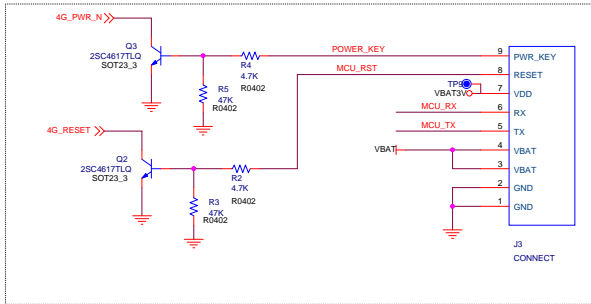 4G_PWR_N
Q3
2SC4617TLQ
SOT23_3
R4
4.7K
R0402
R5
47K
R0402
POWER_KEY
MCU_RST
4G_RESET
Q2
2SC4617TLQ
SOT23_3
R2
4.7K
R0402
R3
47K
R0402
TP9
VBAT3V
MCU_RX
MCU_TX
VBAT
9 PWR_KEY
8 RESET
7 VDD
6 RX
5 TX
4 VBAT
3 VBAT
2 GND
1 GND
J3
CONNECT